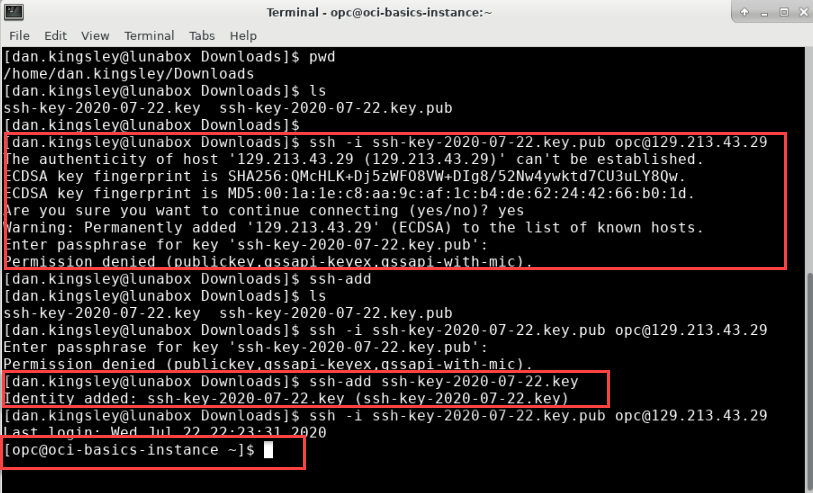 Terminal - opc@oci-basics-instance:~
File Edit View Terminal Tabs Help
[dan.kingsley@lunabox Downloads]$ pwd
/home/dan.kingsley/Downloads
[dan.kingsley@lunabox Downloads]$ ls
ssh-key-2020-07-22.key  ssh-key-2020-07-22.key.pub
[dan.kingsley@lunabox Downloads]$
[dan.kingsley@lunabox Downloads]$ ssh -i ssh-key-2020-07-22.key.pub opc@129.213.43.29
The authenticity of host '129.213.43.29 (129.213.43.29)' can't be established.
ECDSA key fingerprint is SHA256:QMcHLK+Dj5zWFO8VW+DIg8/52Nw4ywktd7CU3uLY8Qw.
ECDSA key fingerprint is MD5:00:1a:1e:c8:aa:9c:af:1c:b4:de:62:24:42:66:b0:1d.
Are you sure you want to continue connecting (yes/no)? yes
Warning: Permanently added '129.213.43.29' (ECDSA) to the list of known hosts.
Enter passphrase for key 'ssh-key-2020-07-22.key.pub':
Permission denied (publickey,gssapi-keyex,gssapi-with-mic).
[dan.kingsley@lunabox Downloads]$ ssh-add
[dan.kingsley@lunabox Downloads]$ ls
ssh-key-2020-07-22.key  ssh-key-2020-07-22.key.pub
[dan.kingsley@lunabox Downloads]$ ssh -i ssh-key-2020-07-22.key.pub opc@129.213.43.29
Enter passphrase for key 'ssh-key-2020-07-22.key.pub':
Permission denied (publickey,gssapi-keyex,gssapi-with-mic).
[dan.kingsley@lunabox Downloads]$ ssh-add ssh-key-2020-07-22.key
Identity added: ssh-key-2020-07-22.key (ssh-key-2020-07-22.key)
[dan.kingsley@lunabox Downloads]$ ssh -i ssh-key-2020-07-22.key.pub opc@129.213.43.29
Last login: Wed Jul 22 22:23:31 2020
[opc@oci-basics-instance ~]$